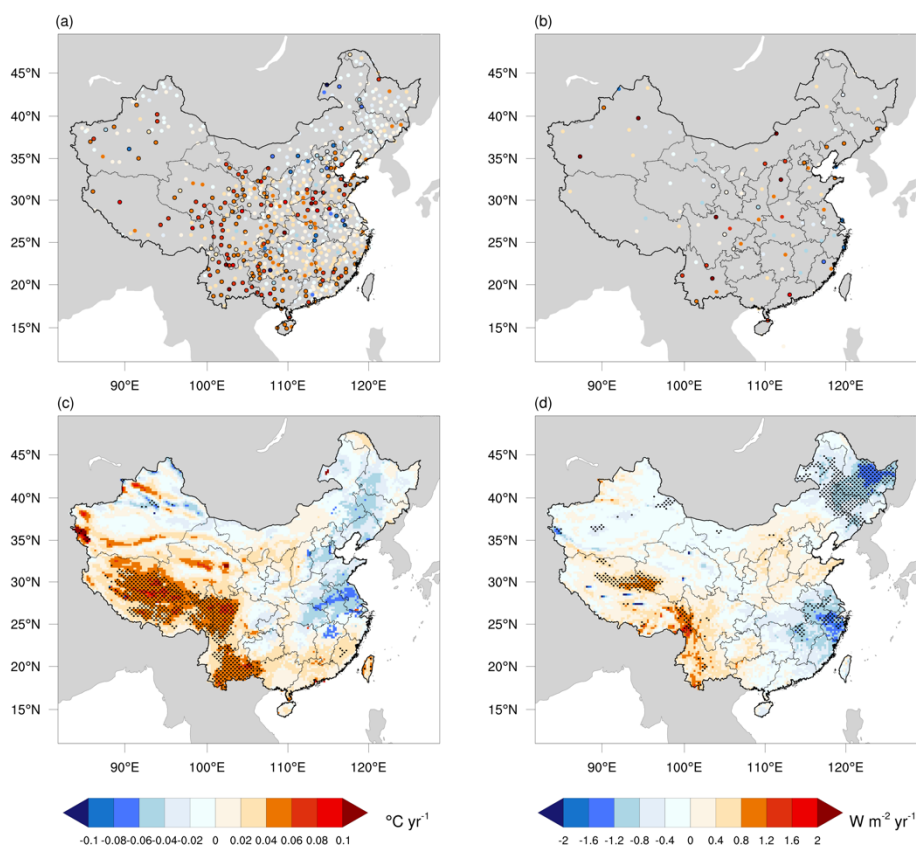 (a) (b)
45°N 45°N
40°N 40°N
35°N 35°N
30°N 30°N
25°N 25°N
20°N 20°N
15°N 15°N
90°E 100°E 110°E 120°E 90°E 100°E 110°E 120°E
(c) (d)
45°N 45°N
40°N 40°N
35°N 35°N
30°N 30°N
25°N 25°N
20°N 20°N
15°N 15°N
90°E 100°E 110°E 120°E 90°E 100°E 110°E 120°E
°C yr⁻¹ W m⁻² yr⁻¹
-0.1 -0.08 -0.06 -0.04 -0.02 0 0.02 0.04 0.06 0.08 0.1 -2 -1.6 -1.2 -0.8 -0.4 0 0.4 0.8 1.2 1.6 2